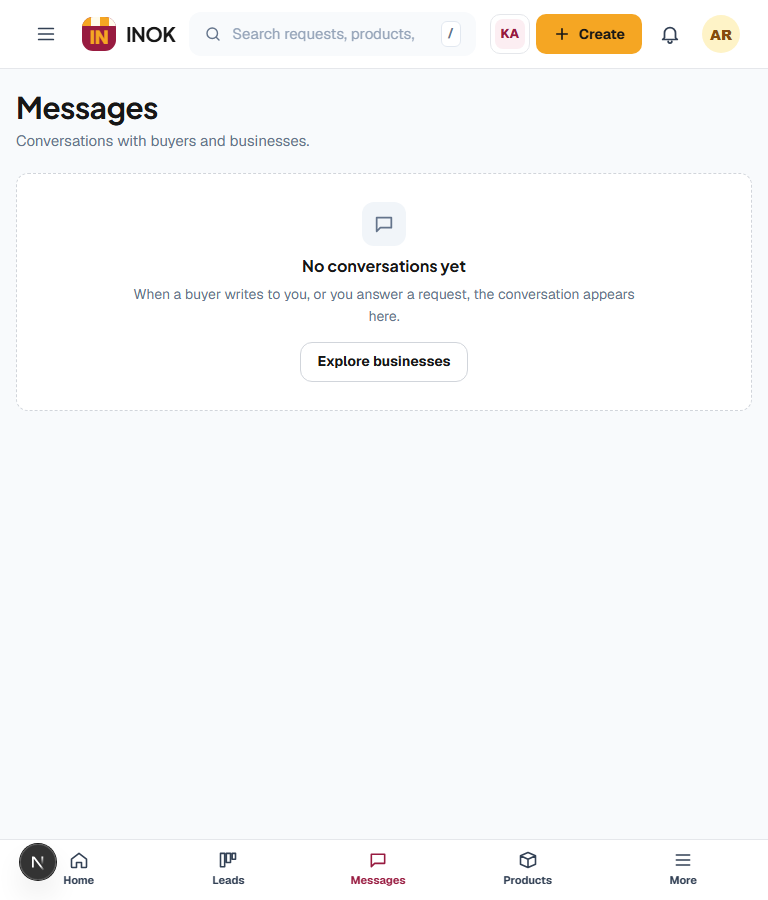 IN INOK
Search requests, products,
/
KA
Create
AR
Messages
Conversations with buyers and businesses.
No conversations yet
When a buyer writes to you, or you answer a request, the conversation appears
here.
Explore businesses
N
Home
Leads
Messages
Products
More